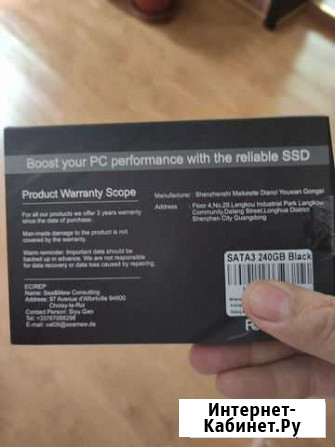 Boost your PC performance with the reliable SSD
Product Warranty Scope
For all our products we offer 3 years warranty
since the date of purchase.
Man-made damage to the product is not
covered by the warranty.
Warm reminder: Important data should be
backed up in advance. We are not responsible
for data recovery or data loss caused by repairing.
EC/REP
Name: Sea&Mew Consulting
Address: 97 Avenue d'Alfortville 94600
Choisy-le-Roi
Contact Person: Siyu Gao
Manufacturer : Shenzhenshi Maikesite Dianzi Youxian Gongsi
Address : Floor 4,No,29,Langkou Industrial Park Langkou
Community,Dalang Street,Longhua District
Shenzhen City Guangdong
SATA3 240GB Black
Интернет-
Кабинет.Ру